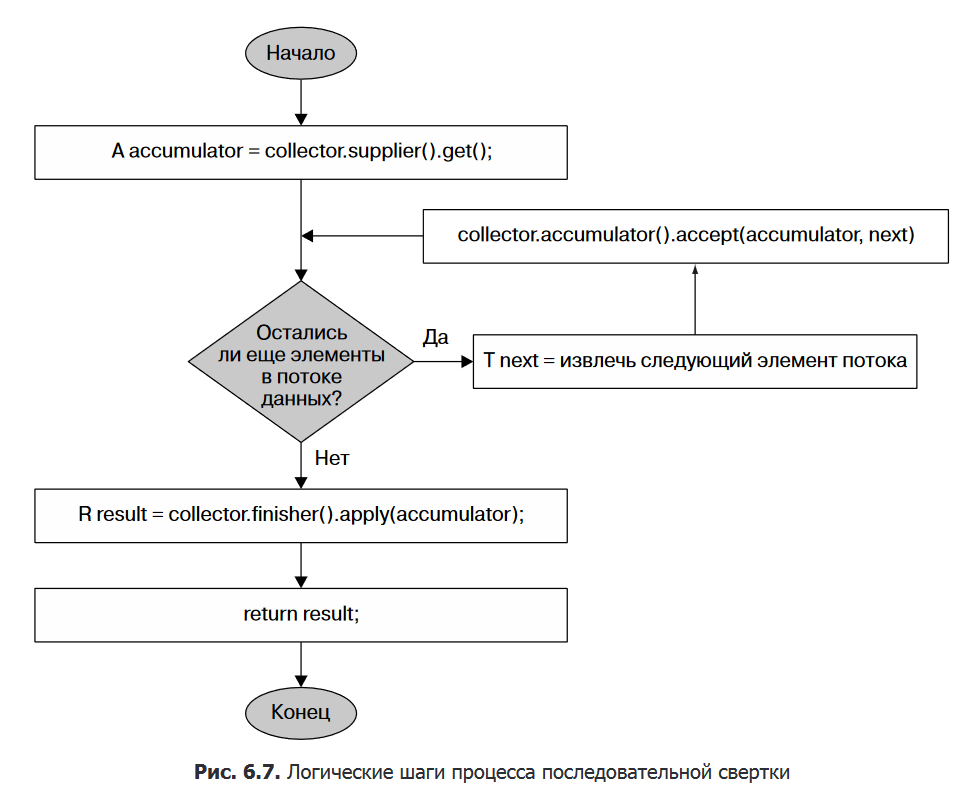 Начало
A accumulator = collector.supplier().get();
collector.accumulator().accept(accumulator, next)
Остались
ли еще элементы
в потоке
данных?
Да
T next = извлечь следующий элемент потока
Нет
R result = collector.finisher().apply(accumulator);
return result;
Конец
Рис. 6.7. Логические шаги процесса последовательной свертки